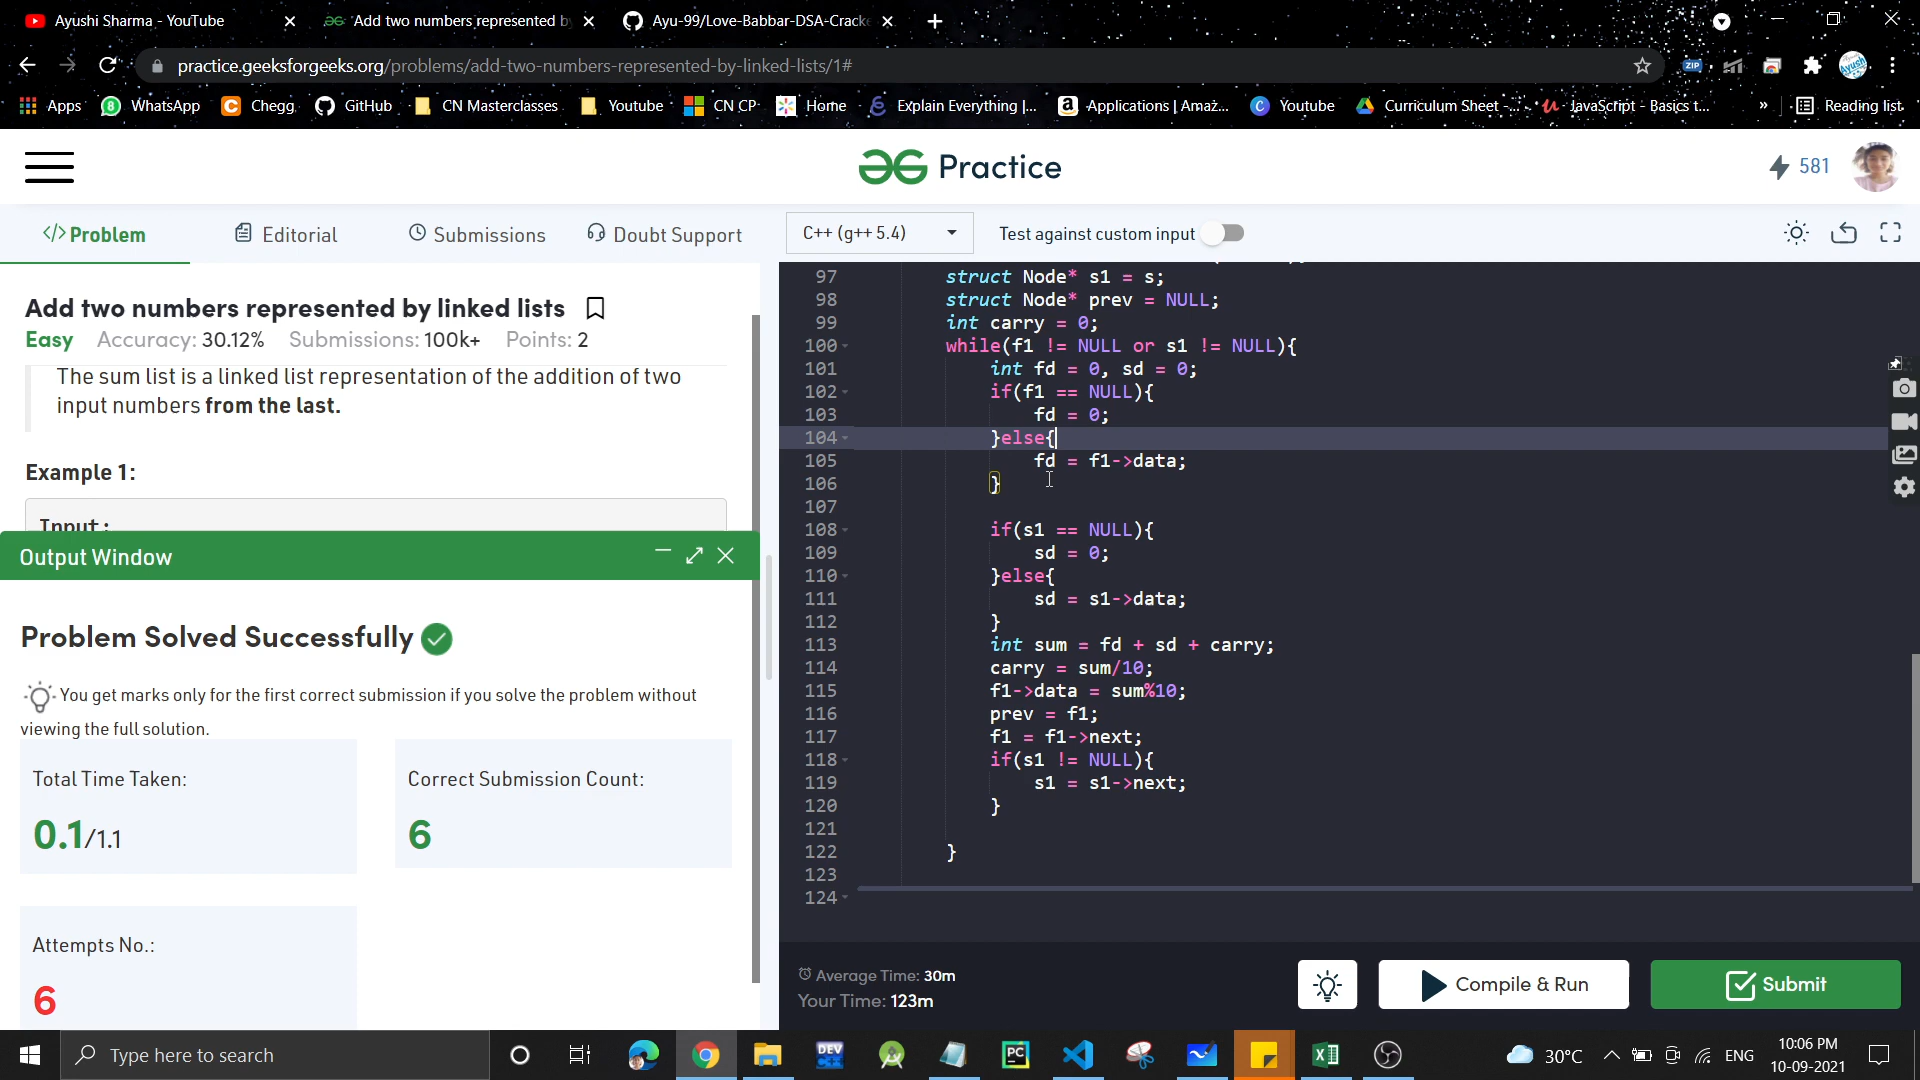 Ayushi Sharma - YouTube
Add two numbers represented b
Ayu-99/Love-Babbar-DSA-Cracke
practice.geeksforgeeks.org/problems/add-two-numbers-represented-by-linked-lists/1#
Apps
WhatsApp
Chegg
GitHub
CN Masterclasses
Youtube
CN CP
Home
Explain Everything |...
Applications | Amaz...
Youtube
Curriculum Sheet -...
JavaScript - Basics t...
»
Reading list
Practice
581
</> Problem
Editorial
Submissions
Doubt Support
C++ (g++ 5.4)
Test against custom input
Add two numbers represented by linked lists
Easy Accuracy: 30.12% Submissions: 100k+ Points: 2
The sum list is a linked list representation of the addition of two
input numbers from the last.
Example 1:
Input:
Output Window
Problem Solved Successfully
You get marks only for the first correct submission if you solve the problem without
viewing the full solution.
Total Time Taken:
0.1/1.1
Correct Submission Count:
6
Attempts No.:
6
97 struct Node* s1 = s;
98 struct Node* prev = NULL;
99 int carry = 0;
100 while(f1 != NULL or s1 != NULL){
101 int fd = 0, sd = 0;
102 if(f1 == NULL){
103 fd = 0;
104 }else{
105 fd = f1->data;
106 }
107
108 if(s1 == NULL){
109 sd = 0;
110 }else{
111 sd = s1->data;
112 }
113 int sum = fd + sd + carry;
114 carry = sum/10;
115 f1->data = sum%10;
116 prev = f1;
117 f1 = f1->next;
118 if(s1 != NULL){
119 s1 = s1->next;
120 }
121
122 }
123
124
Average Time: 30m
Your Time: 123m
Compile & Run
Submit
Type here to search
30°C
ENG
10:06 PM
10-09-2021